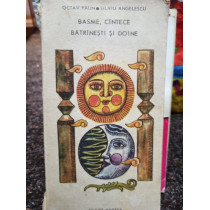 OCTAV PĂUN • SILVIU ANGELESCU
BASME, CÎNTECE
BĂTRÎNEȘTI ȘI DOINE